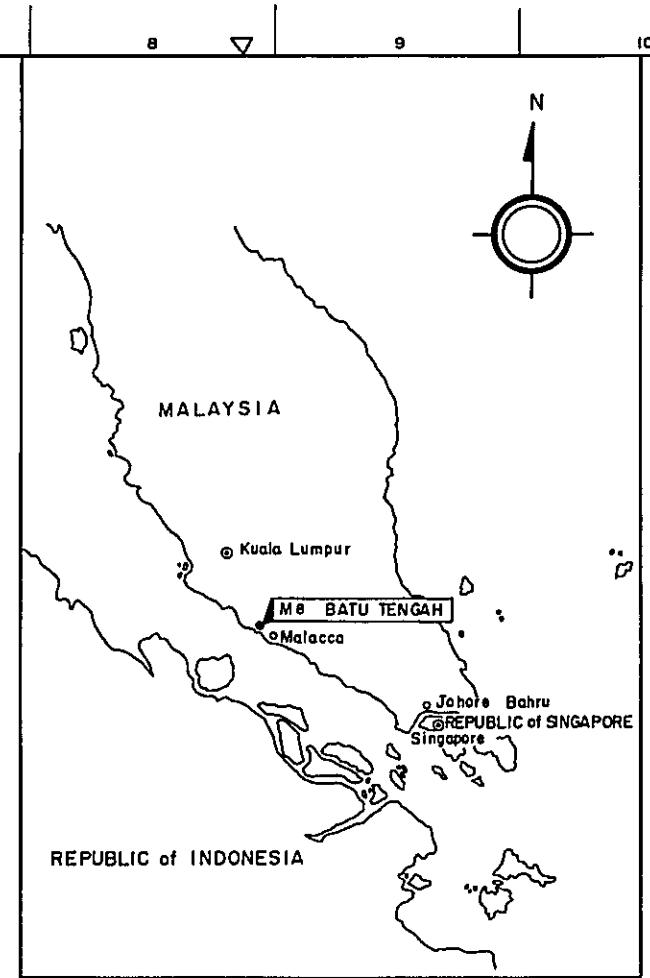 8 9 10
N
MALAYSIA
Kuala Lumpur
M8 BATU TENGAH
Malacca
Johore Bahru
REPUBLIC of SINGAPORE
Singapore
REPUBLIC of INDONESIA